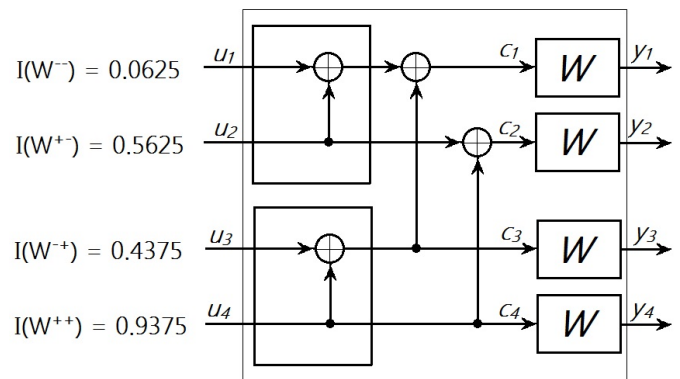 I(W⁻⁻) = 0.0625 u₁ c₁ W y₁
I(W⁺⁻) = 0.5625 u₂ c₂ W y₂
I(W⁻⁺) = 0.4375 u₃ c₃ W y₃
I(W⁺⁺) = 0.9375 u₄ c₄ W y₄